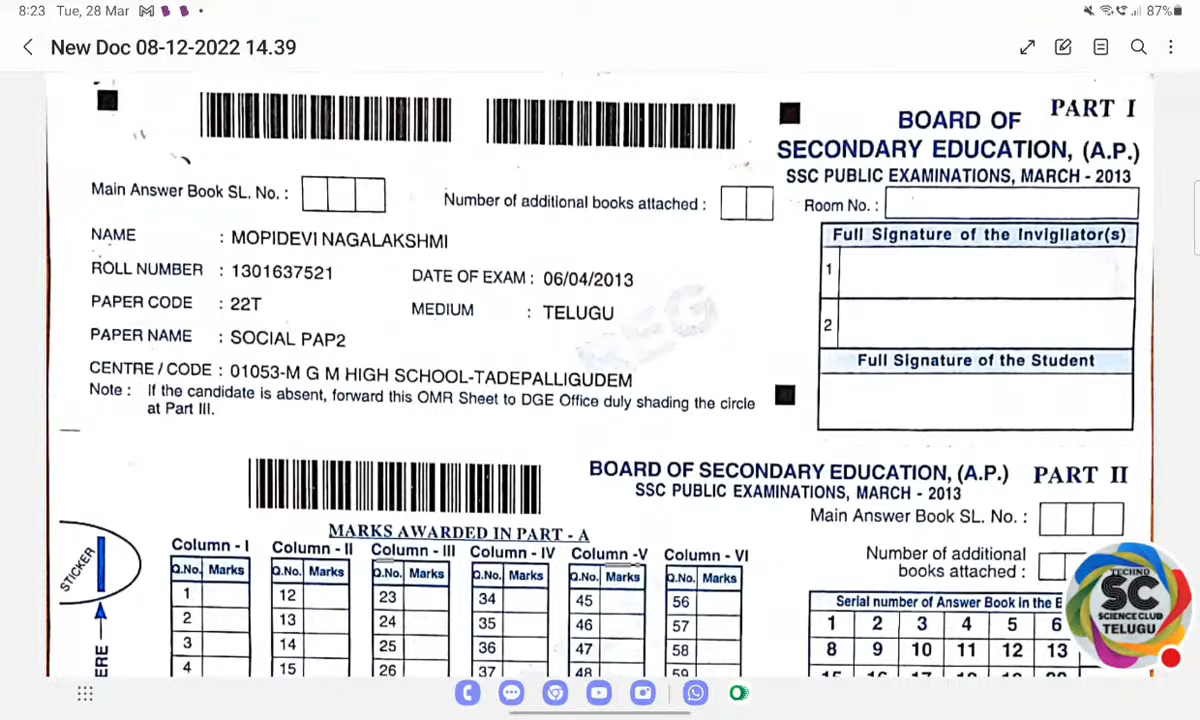 8:23 Tue, 28 Mar
87%
New Doc 08-12-2022 14.39
PART I
BOARD OF
SECONDARY EDUCATION, (A.P.)
SSC PUBLIC EXAMINATIONS, MARCH - 2013
Main Answer Book SL. No. :
Number of additional books attached :
Room No. :
Full Signature of the Invigilator(s)
1
2
Full Signature of the Student
NAME : MOPIDEVI NAGALAKSHMI
ROLL NUMBER : 1301637521
DATE OF EXAM : 06/04/2013
PAPER CODE : 22T
MEDIUM : TELUGU
PAPER NAME : SOCIAL PAP2
CENTRE / CODE : 01053-M G M HIGH SCHOOL-TADEPALLIGUDEM
Note : If the candidate is absent, forward this OMR Sheet to DGE Office duly shading the circle
at Part III.
BOARD OF SECONDARY EDUCATION, (A.P.) PART II
SSC PUBLIC EXAMINATIONS, MARCH - 2013
Main Answer Book SL. No. :
Number of additional
books attached :
Serial number of Answer Book in the
1 2 3 4 5 6
8 9 10 11 12 13
MARKS AWARDED IN PART - A
Column - I Column - II Column - III Column - IV Column -V Column - VI
Q.No. Marks Q.No. Marks Q.No. Marks Q.No. Marks Q.No. Marks Q.No. Marks
1 12 23 34 45 56
2 13 24 35 46 57
3 14 25 36 47 58
4 15 26 37 48 59
STICKER
ERE
TECHNO
SC
SCIENCE CLUB
TELUGU